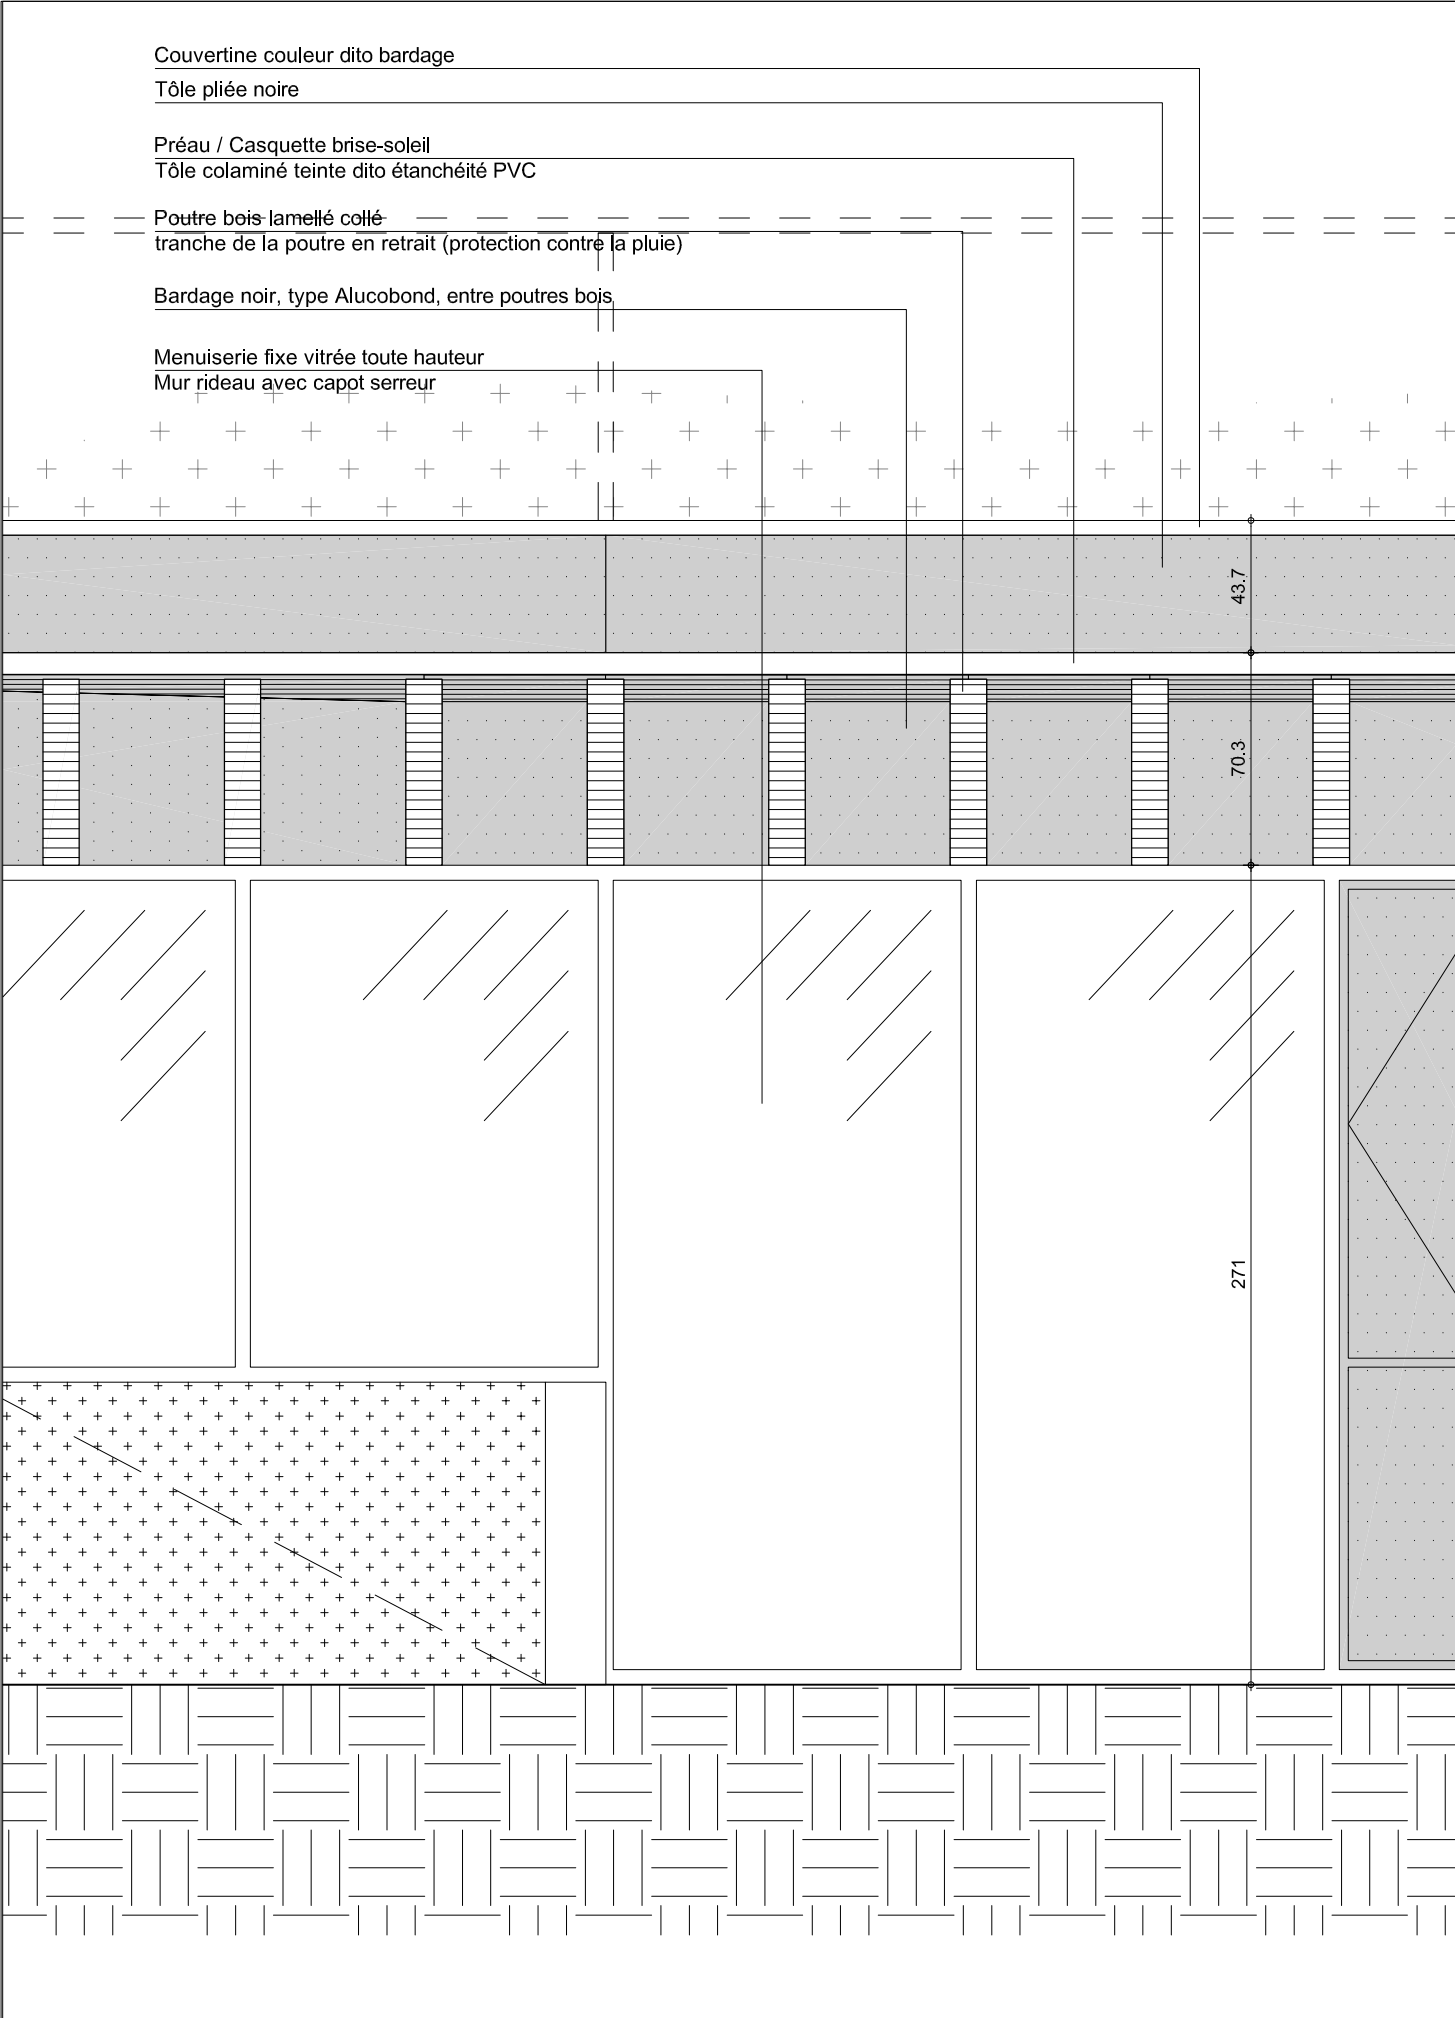 Couvertine couleur dito bardage
Tôle pliée noire
Préau / Casquette brise-soleil
Tôle colaminé teinte dito étanchéité PVC
Poutre bois lamellé collé
tranche de la poutre en retrait (protection contre la pluie)
Bardage noir, type Alucobond, entre poutres bois
Menuiserie fixe vitrée toute hauteur
Mur rideau avec capot serreur
43.7
70.3
271